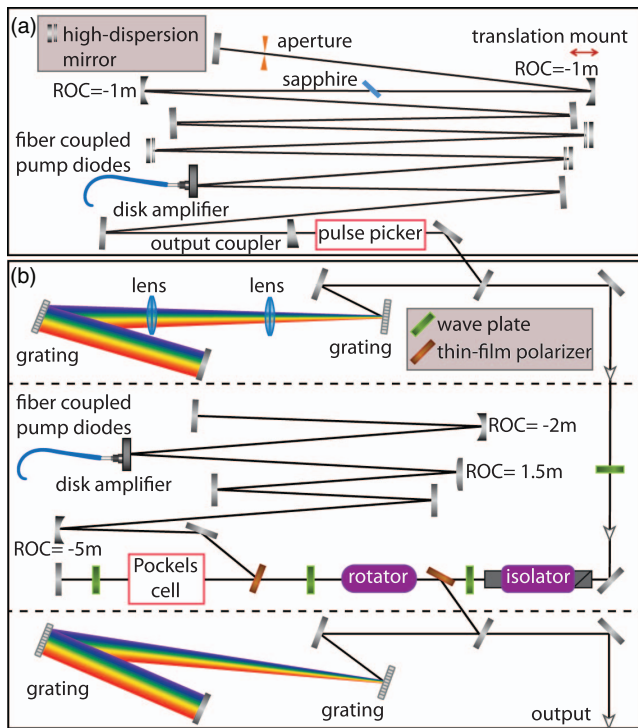 (a)
high-dispersion
mirror
aperture
translation mount
sapphire
ROC=-1m
ROC=-1m
fiber coupled
pump diodes
disk amplifier
output coupler
pulse picker
(b)
lens
lens
grating
grating
wave plate
thin-film polarizer
fiber coupled
pump diodes
disk amplifier
ROC= -2m
ROC= 1.5m
ROC= -5m
Pockels
cell
rotator
isolator
grating
grating
output